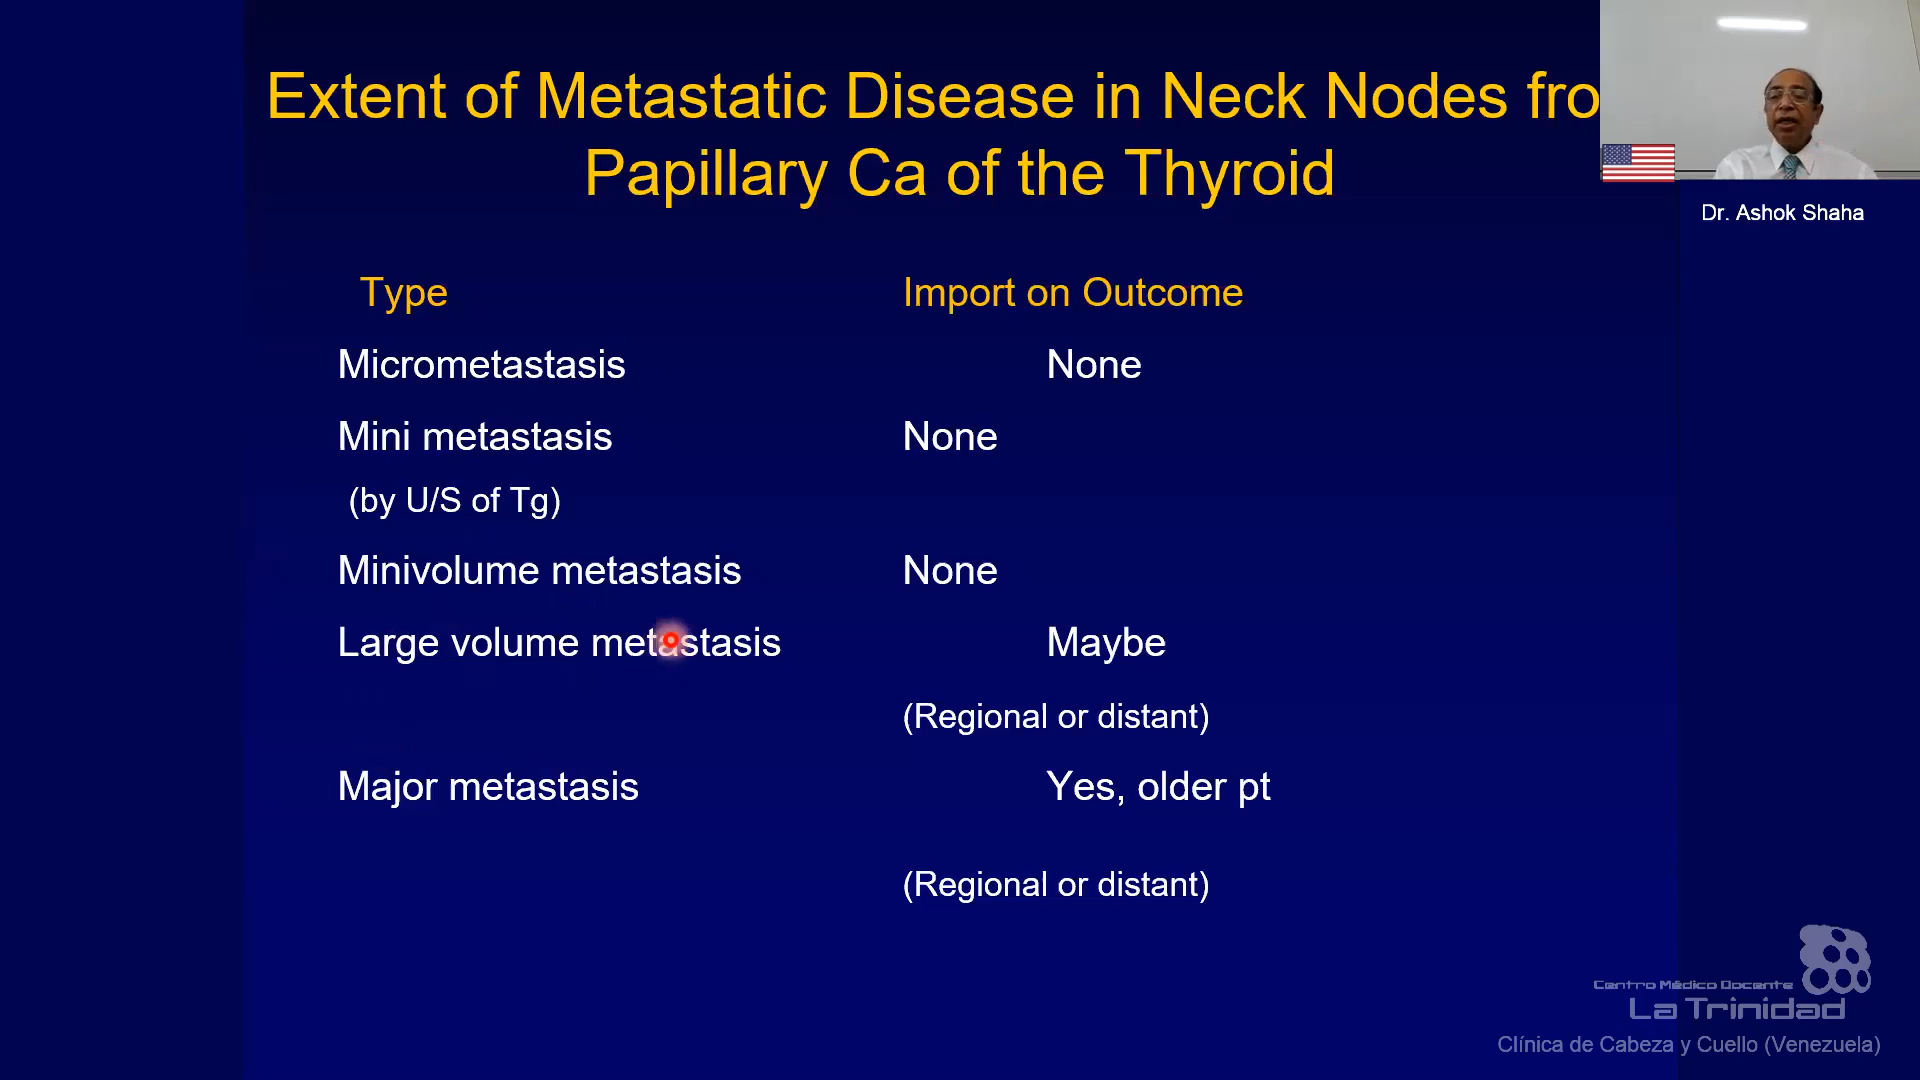 Extent of Metastatic Disease in Neck Nodes fro
Papillary Ca of the Thyroid
Dr. Ashok Shaha
Type Import on Outcome
Micrometastasis None
Mini metastasis None
(by U/S of Tg)
Minivolume metastasis None
Large volume metastasis Maybe
(Regional or distant)
Major metastasis Yes, older pt
(Regional or distant)
Centro Médico Docente
La Trinidad
Clínica de Cabeza y Cuello (Venezuela)